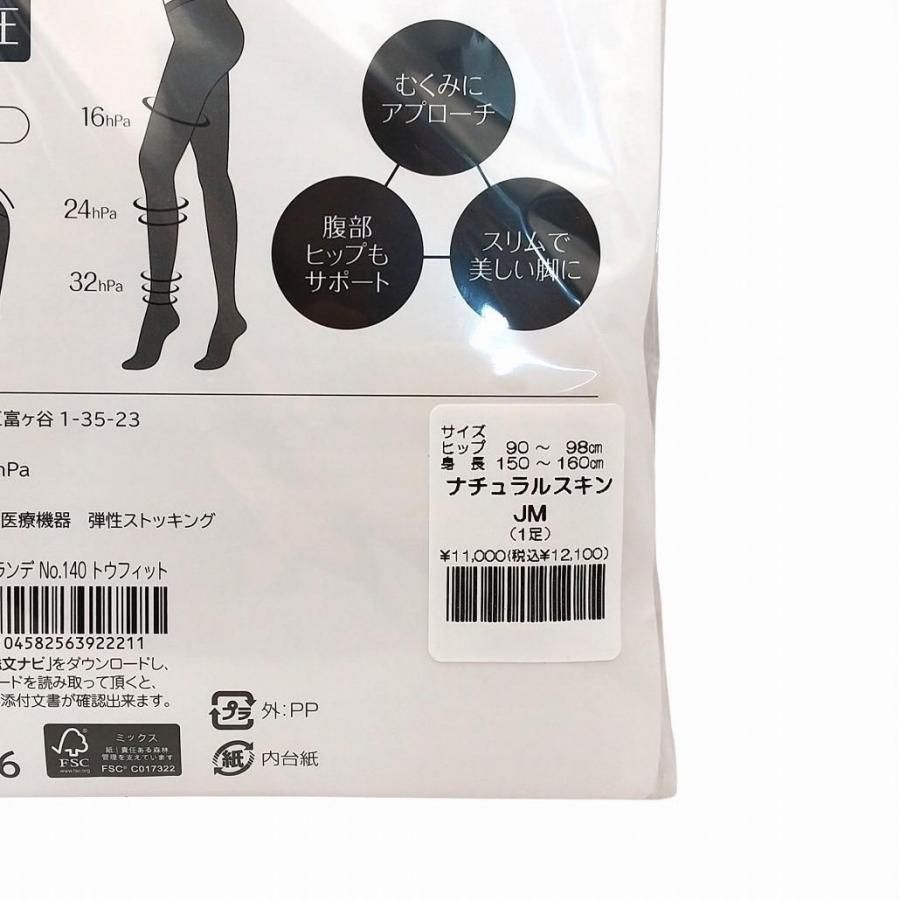 圧
むくみに
アプローチ
16hPa
24hPa
腹部
ヒップも
サポート
スリムで
美しい脚に
32hPa
富ヶ谷 1-35-23
hPa
医療機器 弾性ストッキング
ランデ No.140 トウフィット
04582563922211
文ナビ」をダウンロードし、
ードを読み取って頂くと、
添付文書が確認出来ます。
サイズ
ヒップ 90 ～ 98cm
身 長 150 ～ 160cm
ナチュラルスキン
JM
(1足)
¥11,000(税込¥12,100)
プラ 外:PP
紙 内台紙
6
FSC
www.fsc.org
ミックス
紙|責任ある森林
管理を支えています
FSC® C017322